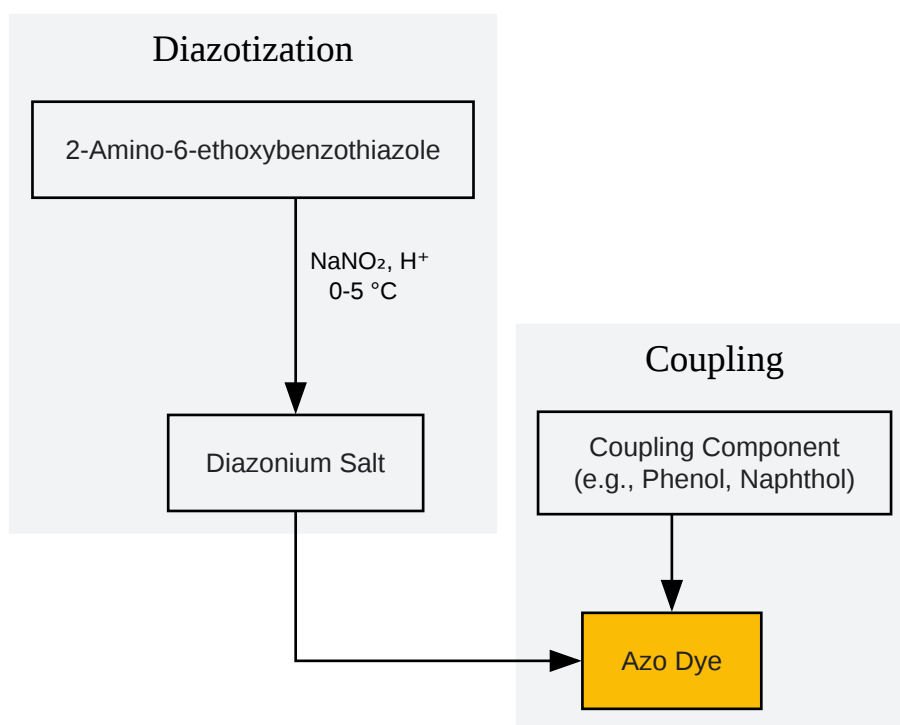 Diazotization
2-Amino-6-ethoxybenzothiazole
NaNO₂, H⁺
0-5 °C
Diazonium Salt
Coupling
Coupling Component
(e.g., Phenol, Naphthol)
Azo Dye